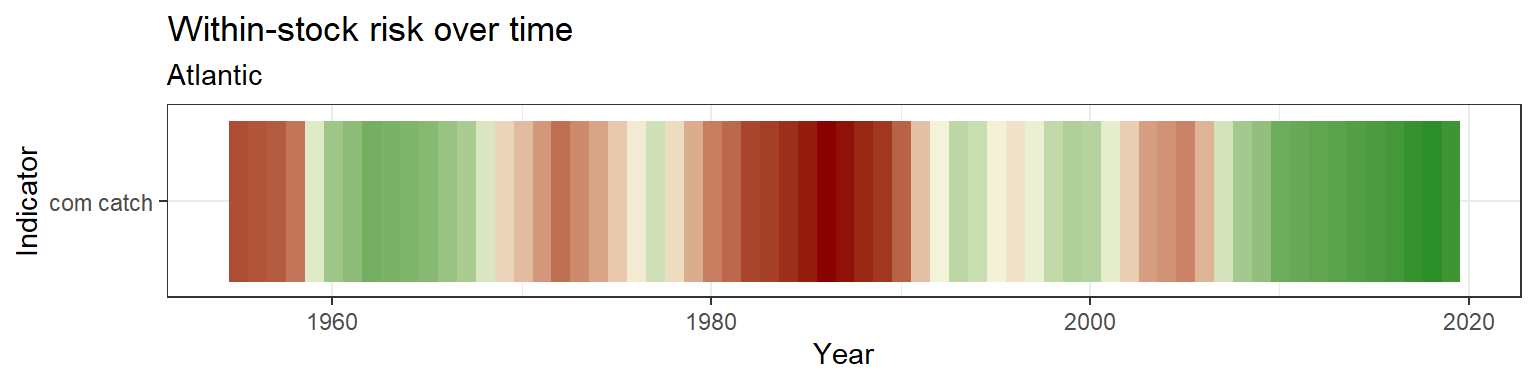 Within-stock risk over time
Atlantic
Indicator
com catch
1960 1980 2000 2020
Year